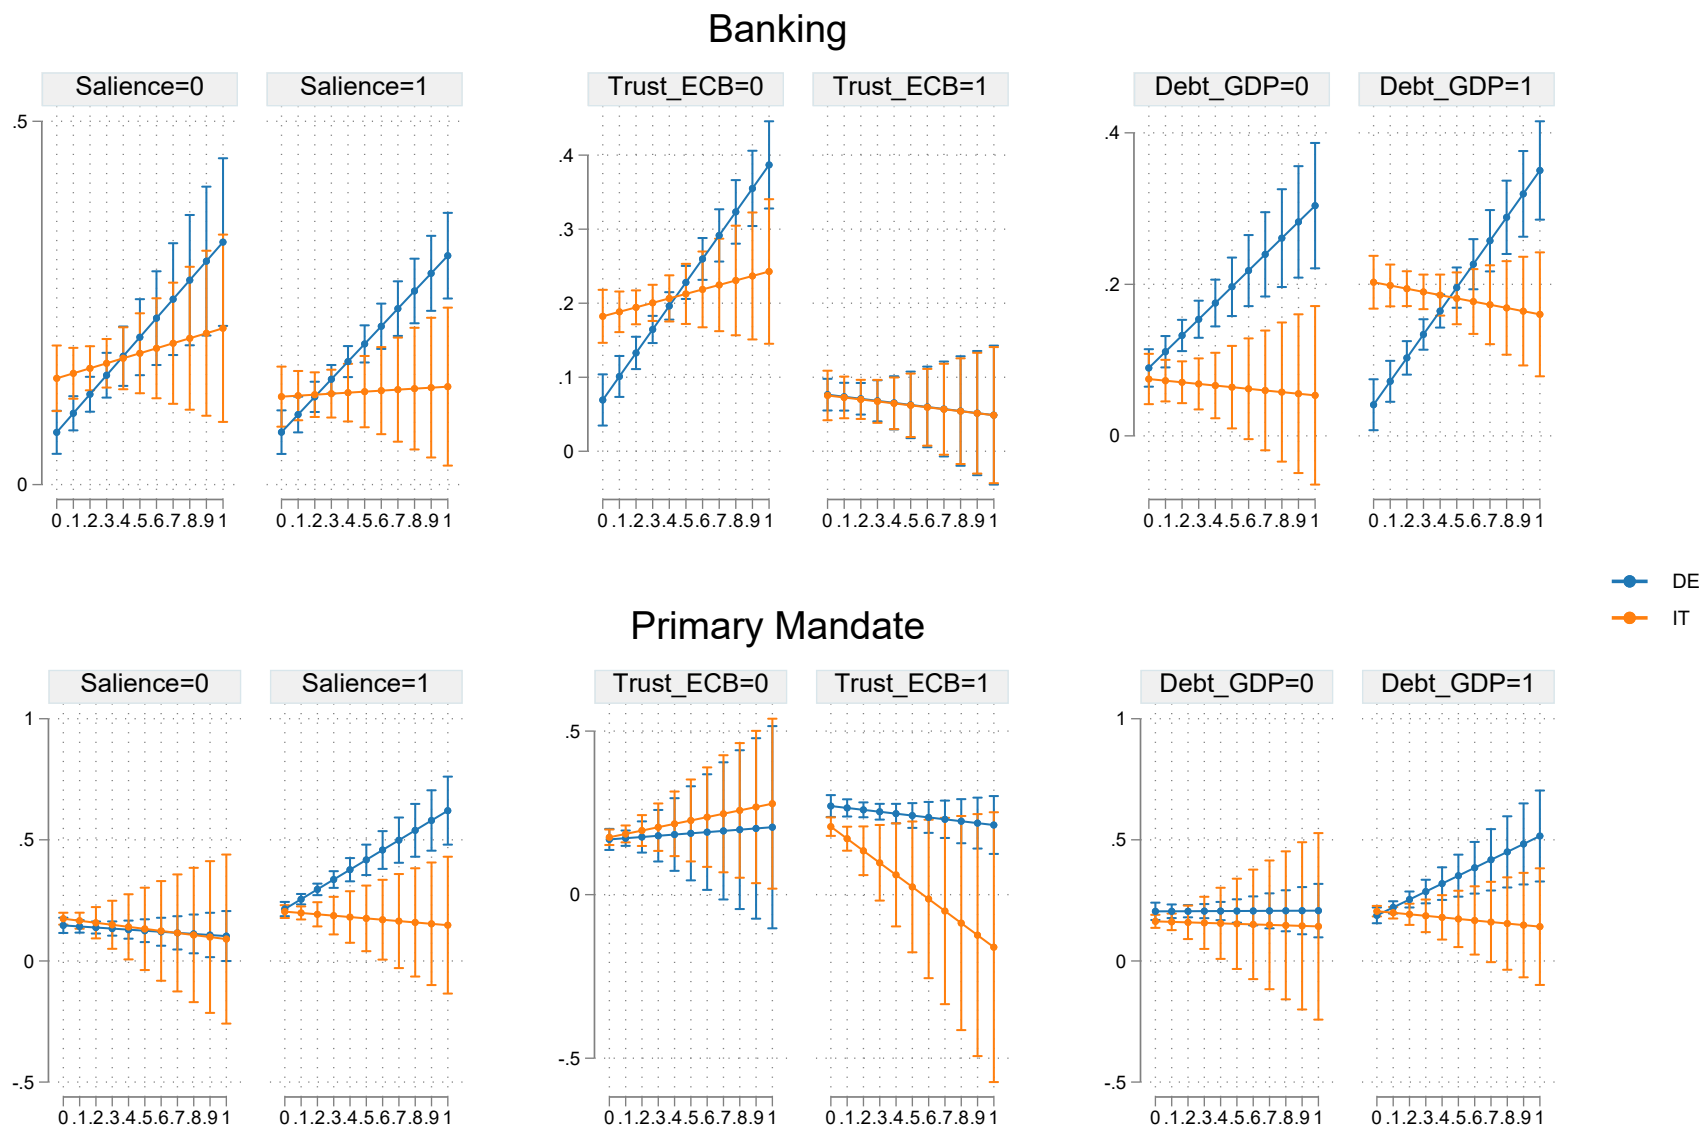 Banking
Salience=0 Salience=1 Trust_ECB=0 Trust_ECB=1 Debt_GDP=0 Debt_GDP=1
.5
0
.4
.3
.2
.1
0
.4
.2
0
0 .1 .2 .3 .4 .5 .6 .7 .8 .9 1 0 .1 .2 .3 .4 .5 .6 .7 .8 .9 1 0 .1 .2 .3 .4 .5 .6 .7 .8 .9 1 0 .1 .2 .3 .4 .5 .6 .7 .8 .9 1 0 .1 .2 .3 .4 .5 .6 .7 .8 .9 1 0 .1 .2 .3 .4 .5 .6 .7 .8 .9 1
DE
IT
Primary Mandate
Salience=0 Salience=1 Trust_ECB=0 Trust_ECB=1 Debt_GDP=0 Debt_GDP=1
1
.5
0
-.5
.5
0
-.5
1
.5
0
-.5
0 .1 .2 .3 .4 .5 .6 .7 .8 .9 1 0 .1 .2 .3 .4 .5 .6 .7 .8 .9 1 0 .1 .2 .3 .4 .5 .6 .7 .8 .9 1 0 .1 .2 .3 .4 .5 .6 .7 .8 .9 1 0 .1 .2 .3 .4 .5 .6 .7 .8 .9 1 0 .1 .2 .3 .4 .5 .6 .7 .8 .9 1